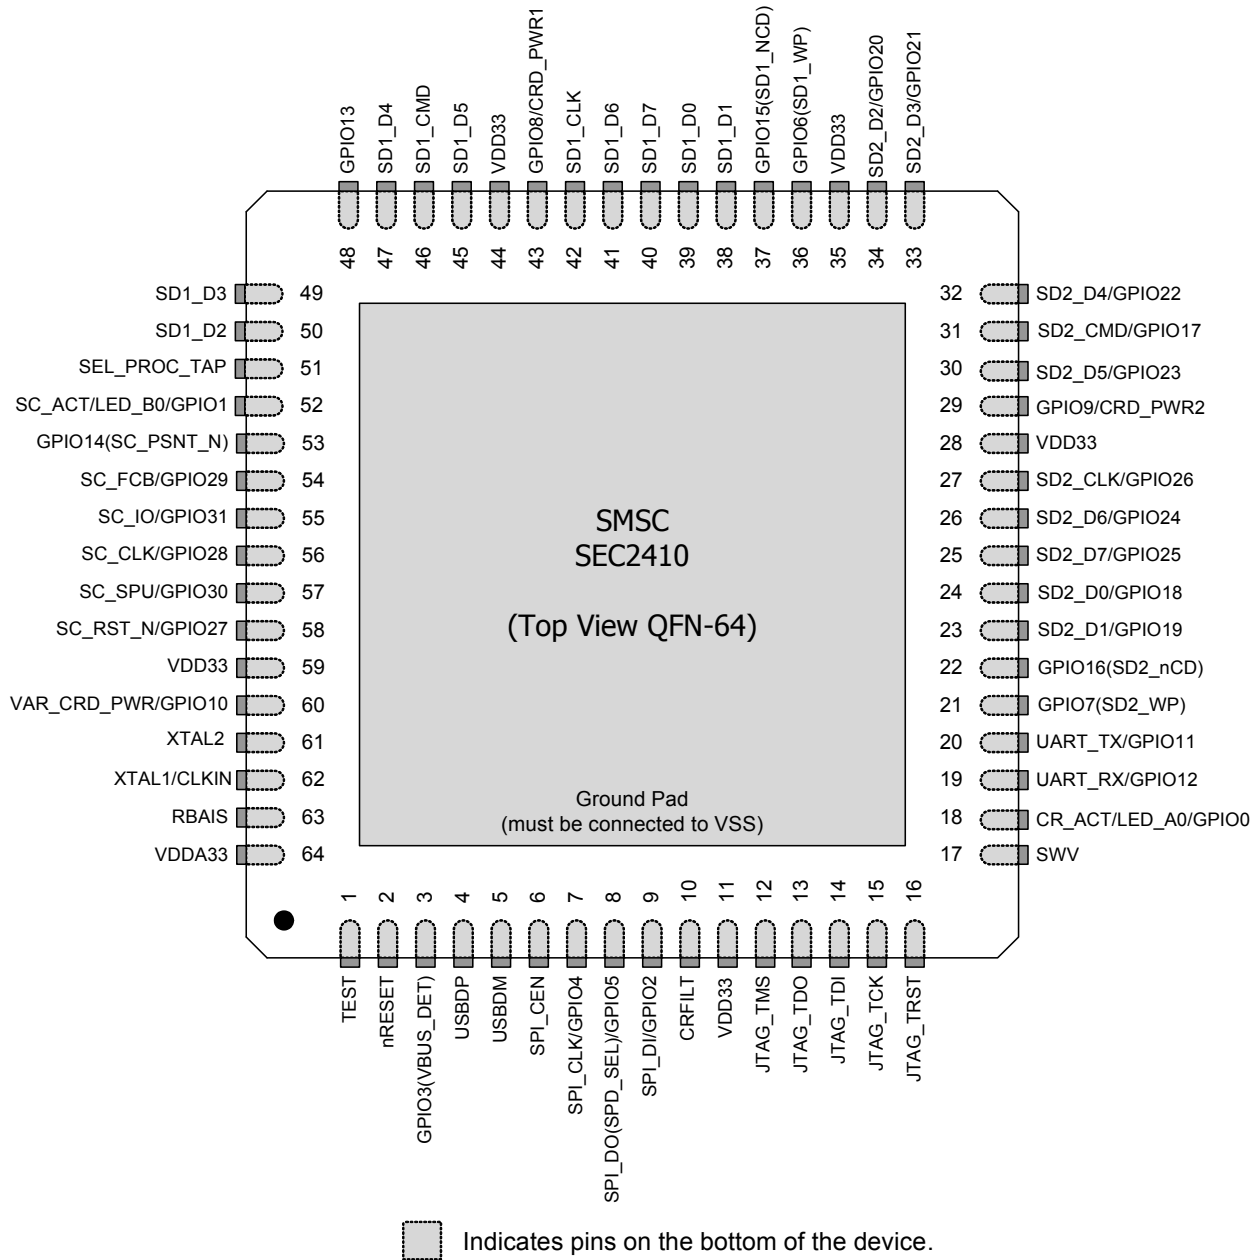 GPIO13
SD1_D4
SD1_CMD
SD1_D5
VDD33
GPIO8/CRD_PWR1
SD1_CLK
SD1_D6
SD1_D7
SD1_D0
SD1_D1
GPIO15(SD1_NCD)
GPIO6(SD1_WP)
VDD33
SD2_D2/GPIO20
SD2_D3/GPIO21
48
47
46
45
44
43
42
41
40
39
38
37
36
35
34
33
SD1_D3 49
SD1_D2 50
SEL_PROC_TAP 51
SC_ACT/LED_B0/GPIO1 52
GPIO14(SC_PSNT_N) 53
SC_FCB/GPIO29 54
SC_IO/GPIO31 55
SC_CLK/GPIO28 56
SC_SPU/GPIO30 57
SC_RST_N/GPIO27 58
VDD33 59
VAR_CRD_PWR/GPIO10 60
XTAL2 61
XTAL1/CLKIN 62
RBAIS 63
VDDA33 64
SMSC
SEC2410
(Top View QFN-64)
Ground Pad
(must be connected to VSS)
32 SD2_D4/GPIO22
31 SD2_CMD/GPIO17
30 SD2_D5/GPIO23
29 GPIO9/CRD_PWR2
28 VDD33
27 SD2_CLK/GPIO26
26 SD2_D6/GPIO24
25 SD2_D7/GPIO25
24 SD2_D0/GPIO18
23 SD2_D1/GPIO19
22 GPIO16(SD2_nCD)
21 GPIO7(SD2_WP)
20 UART_TX/GPIO11
19 UART_RX/GPIO12
18 CR_ACT/LED_A0/GPIO0
17 SWV
1
2
3
4
5
6
7
8
9
10
11
12
13
14
15
16
TEST
nRESET
GPIO3(VBUS_DET)
USBDP
USBDM
SPI_CEN
SPI_CLK/GPIO4
SPI_DO(SPD_SEL)/GPIO5
SPI_DI/GPIO2
CRFILT
VDD33
JTAG_TMS
JTAG_TDO
JTAG_TDI
JTAG_TCK
JTAG_TRST
Indicates pins on the bottom of the device.